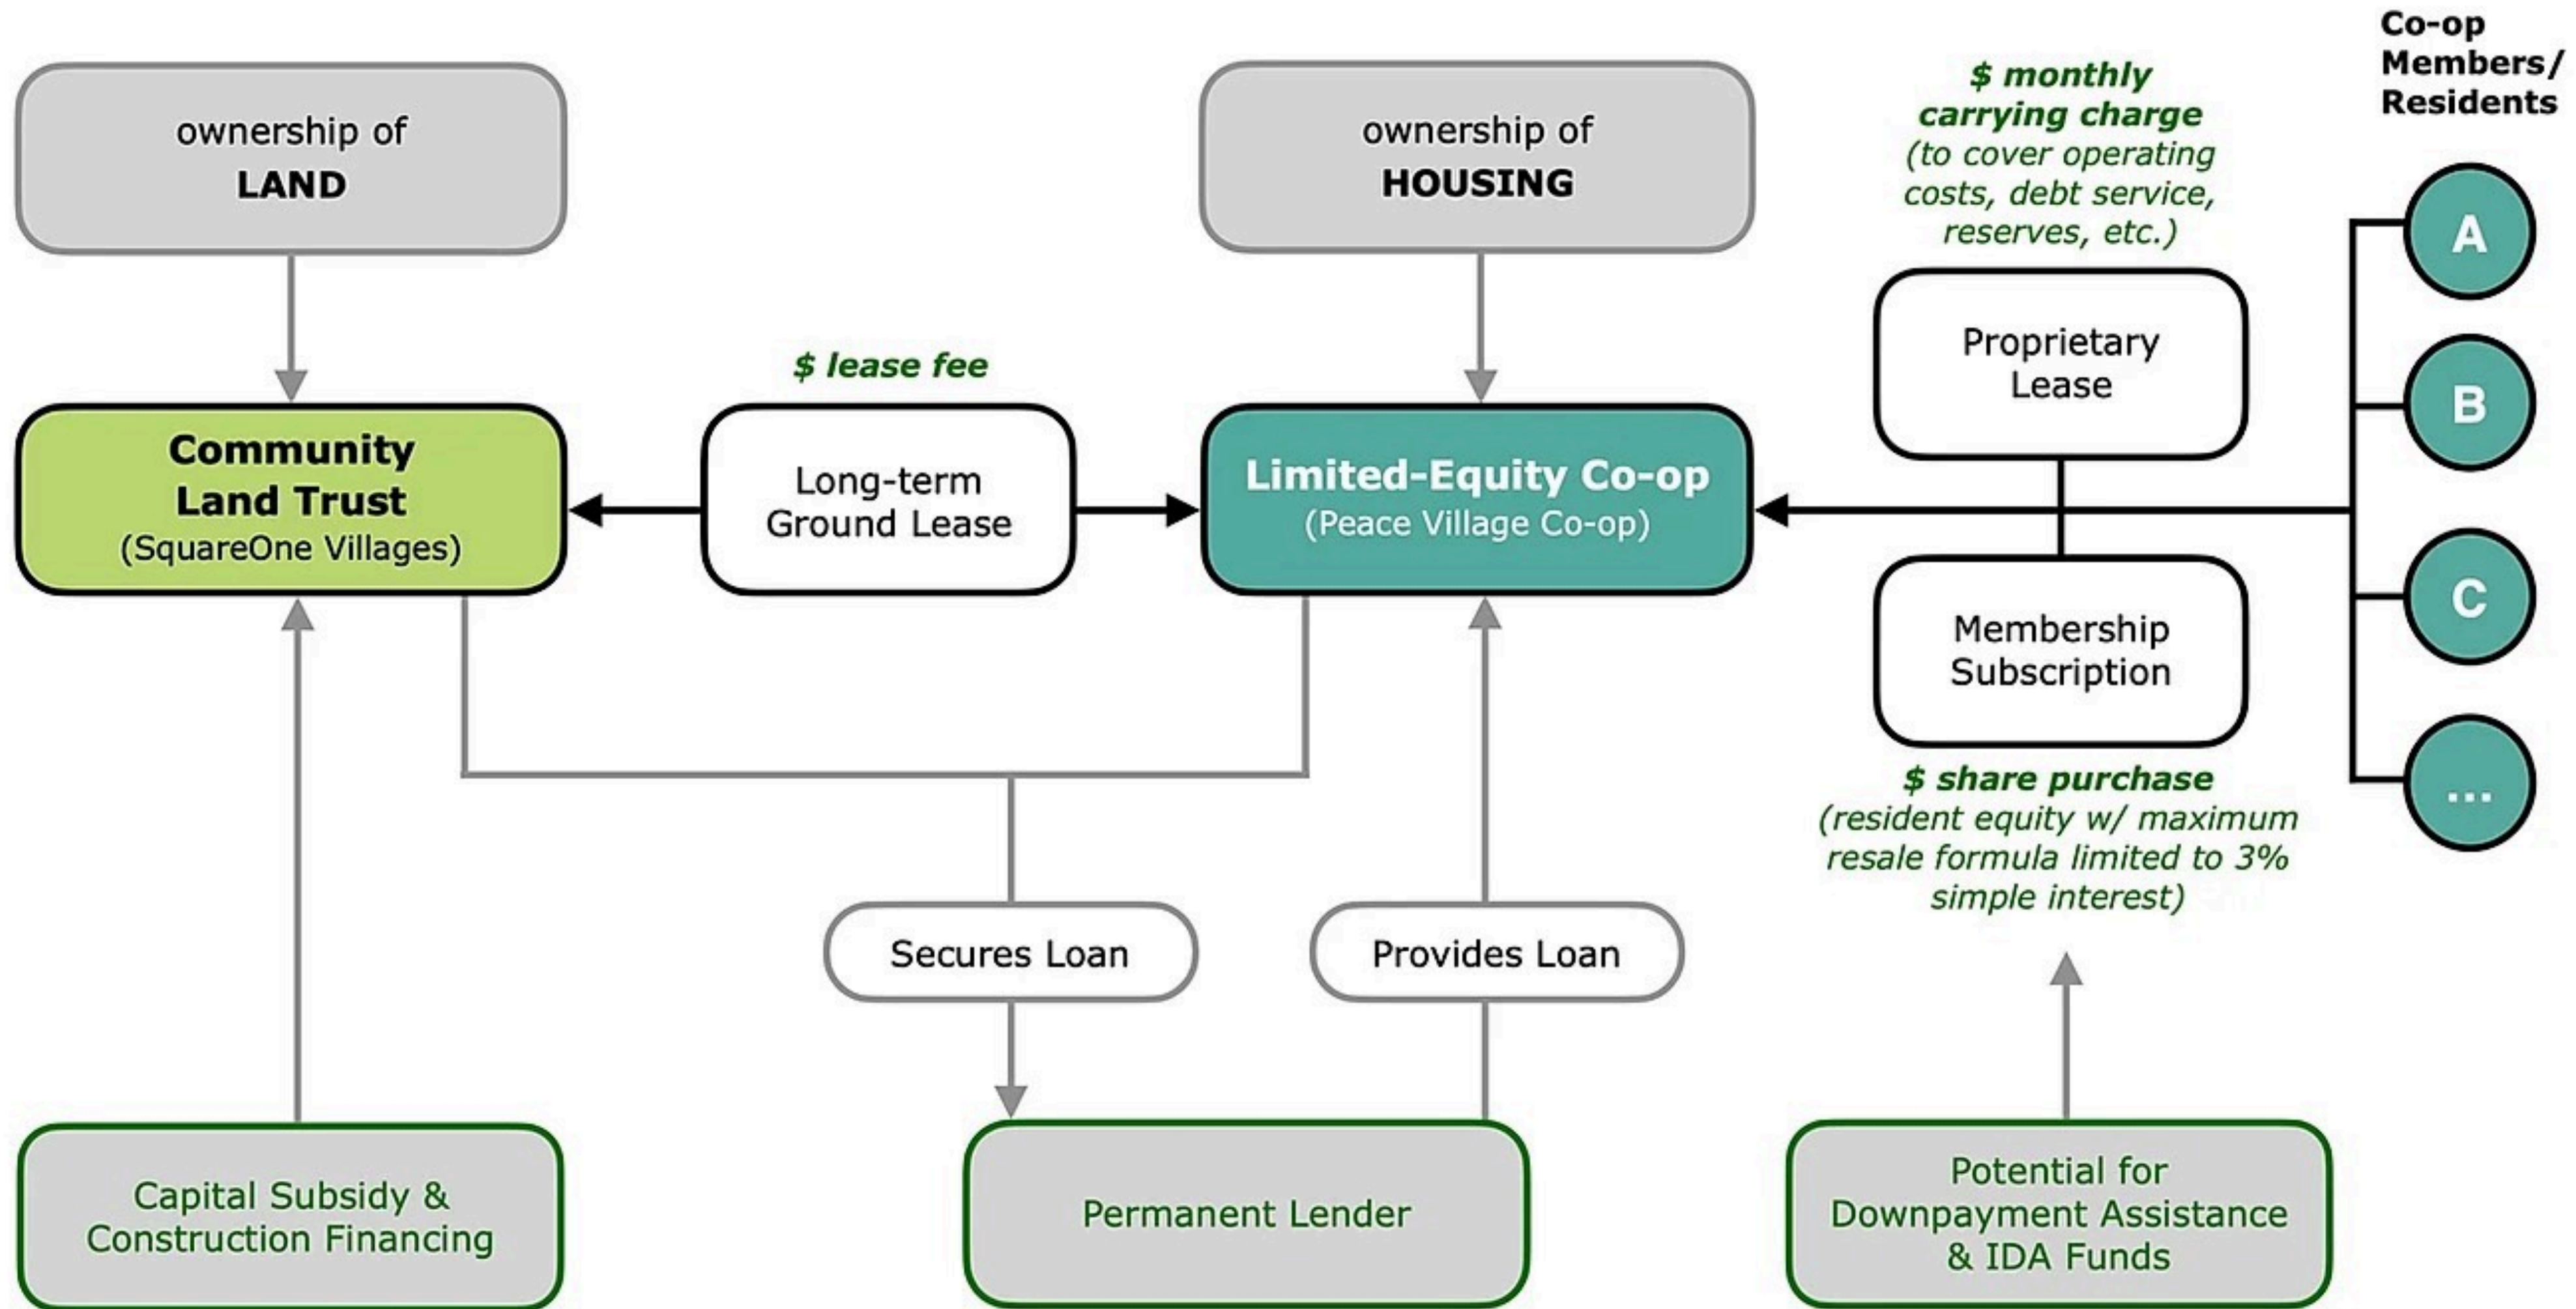 Co-op
Members/
Residents
ownership of
LAND
ownership of
HOUSING
$ monthly
carrying charge
(to cover operating
costs, debt service,
reserves, etc.)
A
B
C
...
$ lease fee
Proprietary
Lease
Community
Land Trust
(SquareOne Villages)
Long-term
Ground Lease
Limited-Equity Co-op
(Peace Village Co-op)
Membership
Subscription
$ share purchase
(resident equity w/ maximum
resale formula limited to 3%
simple interest)
Secures Loan
Provides Loan
Capital Subsidy &
Construction Financing
Permanent Lender
Potential for
Downpayment Assistance
& IDA Funds